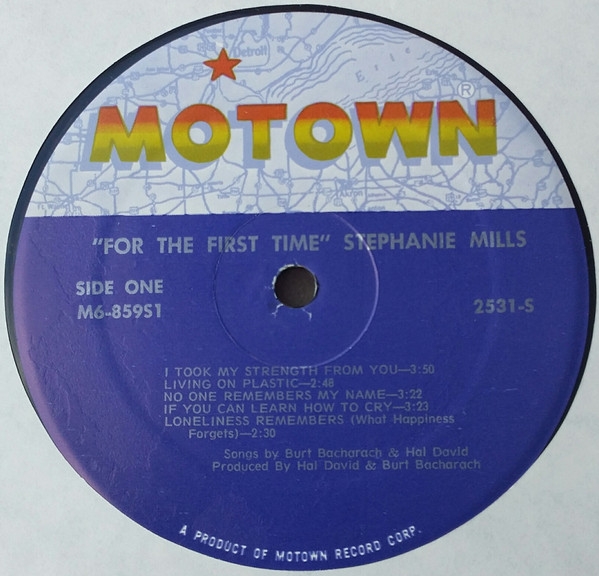 Detroit
Erie
MOTOWN®
"FOR THE FIRST TIME" STEPHANIE MILLS
SIDE ONE
M6-859S1
2531-S
I TOOK MY STRENGTH FROM YOU—3:50
LIVING ON PLASTIC—2:48
NO ONE REMEMBERS MY NAME—3:22
IF YOU CAN LEARN HOW TO CRY—3:23
LONELINESS REMEMBERS (What Happiness
Forgets)—2:30
Songs by Burt Bacharach & Hal David
Produced By Hal David & Burt Bacharach
A PRODUCT OF MOTOWN RECORD CORP.